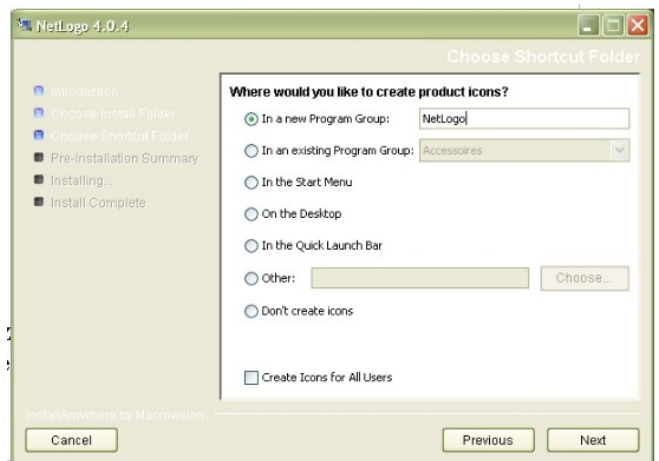 NetLogo 4.0.4
Choose Shortcut Folder
Introduction
Choose Install Folder
Choose Shortcut Folder
Pre-Installation Summary
Installing...
Install Complete
Where would you like to create product icons?
In a new Program Group: NetLogo
In an existing Program Group: Accessoires
In the Start Menu
On the Desktop
In the Quick Launch Bar
Other: Choose...
Don't create icons
Create Icons for All Users
InstallAnywhere by Macrovision
Cancel Previous Next